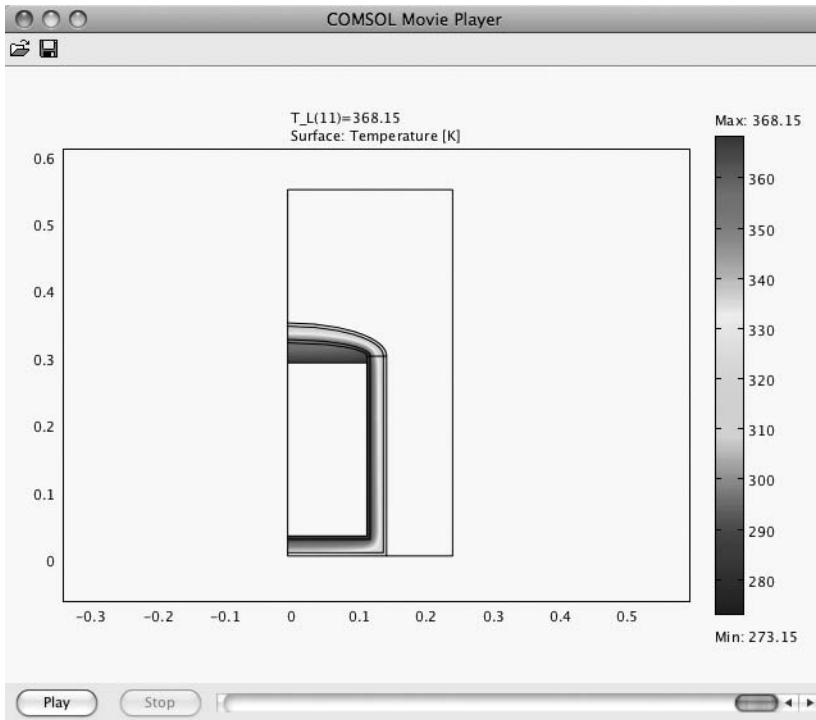 COMSOL Movie Player
T_L(11)=368.15
Surface: Temperature [K]
Max: 368.15
0.6
0.5
0.4
0.3
0.2
0.1
0
-0.3 -0.2 -0.1 0 0.1 0.2 0.3 0.4 0.5
360
350
340
330
320
310
300
290
280
Min: 273.15
Play Stop